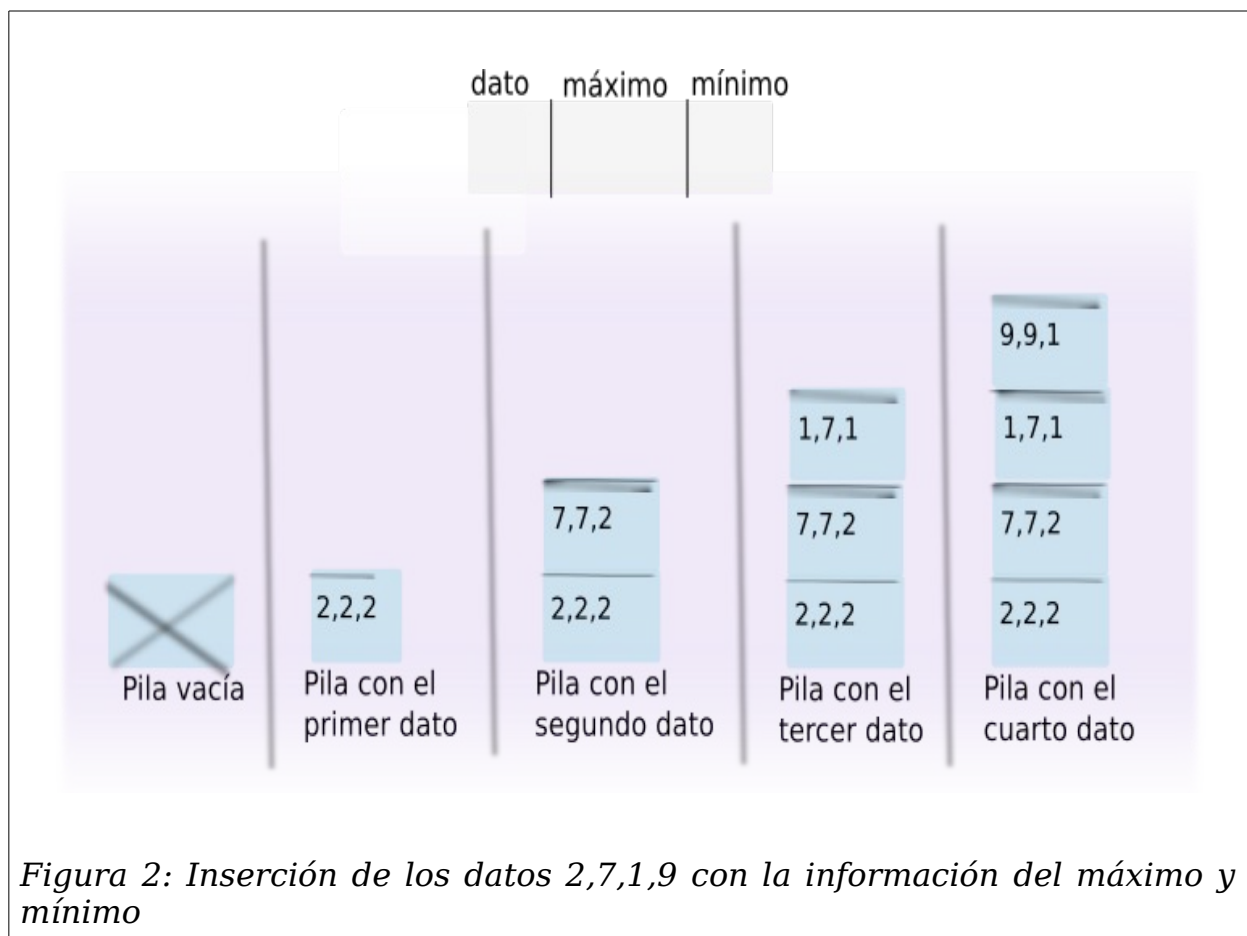 dato máximo mínimo
9,9,1
1,7,1
1,7,1
7,7,2
7,7,2
7,7,2
2,2,2
2,2,2
2,2,2
2,2,2
Pila vacía
Pila con el
primer dato
Pila con el
segundo dato
Pila con el
tercer dato
Pila con el
cuarto dato
Figura 2: Inserción de los datos 2,7,1,9 con la información del máximo y
mínimo